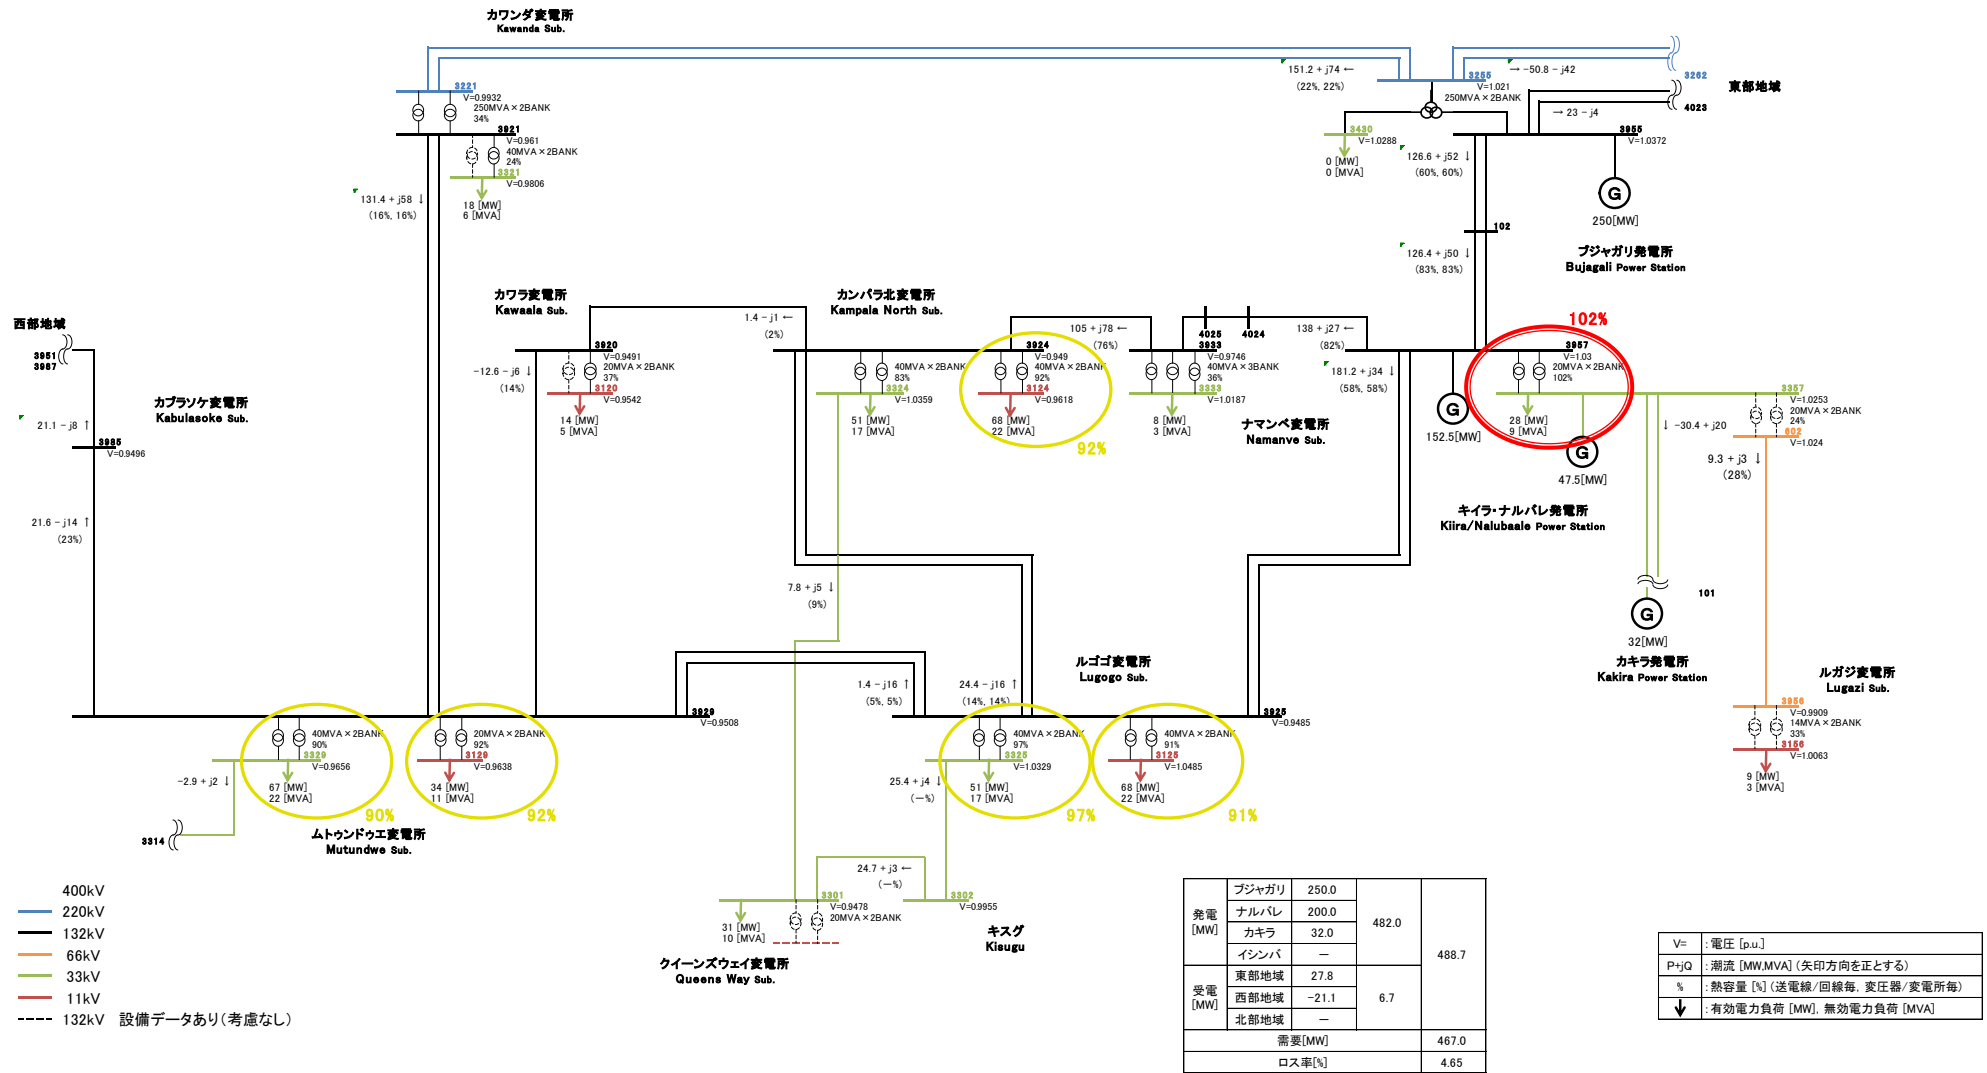 カワンダ変電所
Kawanda Sub.
3221
V=0.9932
250MVA×2BANK
34%
3921
V=0.961
40MVA×2BANK
24%
3321
V=0.9806
18 [MW]
6 [MVA]
131.4 + j58 ↓
(16%, 16%)
151.2 + j74 ←
(22%, 22%)
→ -50.8 - j42
3255
V=1.021
250MVA×2BANK
3262
東部地域
4023
→ 23 - j4
3430
V=1.0288
0 [MW]
0 [MVA]
3955
V=1.0372
126.6 + j52 ↓
(60%, 60%)
G
250[MW]
102
126.4 + j50 ↓
(83%, 83%)
ブジャガリ発電所
Bujagali Power Station
西部地域
3951
3987
カブラソケ変電所
Kabulasoke Sub.
21.1 - j8 ↑
3985
V=0.9496
21.6 - j14 ↑
(23%)
カワラ変電所
Kawaala Sub.
3920
V=0.9491
20MVA×2BANK
37%
3120
V=0.9542
14 [MW]
5 [MVA]
-12.6 - j6 ↓
(14%)
1.4 - j1 ←
(2%)
カンパラ北変電所
Kampala North Sub.
40MVA×2BANK
83%
3324
V=1.0359
51 [MW]
17 [MVA]
3924
V=0.949
40MVA×2BANK
92%
3124
V=0.9618
68 [MW]
22 [MVA]
92%
105 + j78 ←
(76%)
4025
4024
3933
V=0.9746
40MVA×3BANK
36%
3333
V=1.0187
8 [MW]
3 [MVA]
ナマンベ変電所
Namanve Sub.
138 + j27 ←
(82%)
181.2 + j34 ↓
(58%, 58%)
G
152.5[MW]
102%
3957
V=1.03
20MVA×2BANK
102%
28 [MW]
9 [MVA]
G
47.5[MW]
キイラ・ナルバレ発電所
Kiira/Nalubaale Power Station
3357
V=1.0253
20MVA×2BANK
24%
602
V=1.024
↓ -30.4 + j20
9.3 + j3 ↓
(28%)
101
G
32[MW]
カキラ発電所
Kakira Power Station
ルガジ変電所
Lugazi Sub.
3956
V=0.9909
14MVA×2BANK
33%
3156
V=1.0063
9 [MW]
3 [MVA]
7.8 + j5 ↓
(9%)
ルゴゴ変電所
Lugogo Sub.
1.4 - j16 ↑
(5%, 5%)
24.4 - j16 ↑
(14%, 14%)
3929
V=0.9508
3925
V=0.9485
40MVA×2BANK
90%
3329
V=0.9656
67 [MW]
22 [MVA]
90%
20MVA×2BANK
92%
3129
V=0.9638
34 [MW]
11 [MVA]
92%
-2.9 + j2 ↓
3314
ムトゥンドゥエ変電所
Mutundwe Sub.
40MVA×2BANK
97%
3325
V=1.0329
51 [MW]
17 [MVA]
97%
40MVA×2BANK
91%
3125
V=1.0485
68 [MW]
22 [MVA]
91%
25.4 + j4 ↓
(－%)
24.7 + j3 ←
(－%)
3301
V=0.9478
20MVA×2BANK
31 [MW]
10 [MVA]
3302
V=0.9955
キスグ
Kisugu
クイーンズウェイ変電所
Queens Way Sub.
400kV
220kV
132kV
66kV
33kV
11kV
132kV 設備データあり(考慮なし)
発電 [MW] ブジャガリ 250.0 482.0 488.7
ナルバレ 200.0
カキラ 32.0
イシンバ －
受電 [MW] 東部地域 27.8 6.7
西部地域 -21.1
北部地域 －
需要[MW] 467.0
ロス率[%] 4.65
V= : 電圧 [p.u.]
P+jQ : 潮流 [MW,MVA] (矢印方向を正とする)
% : 熱容量 [%] (送電線/回線毎, 変圧器/変電所毎)
↓ : 有効電力負荷 [MW], 無効電力負荷 [MVA]